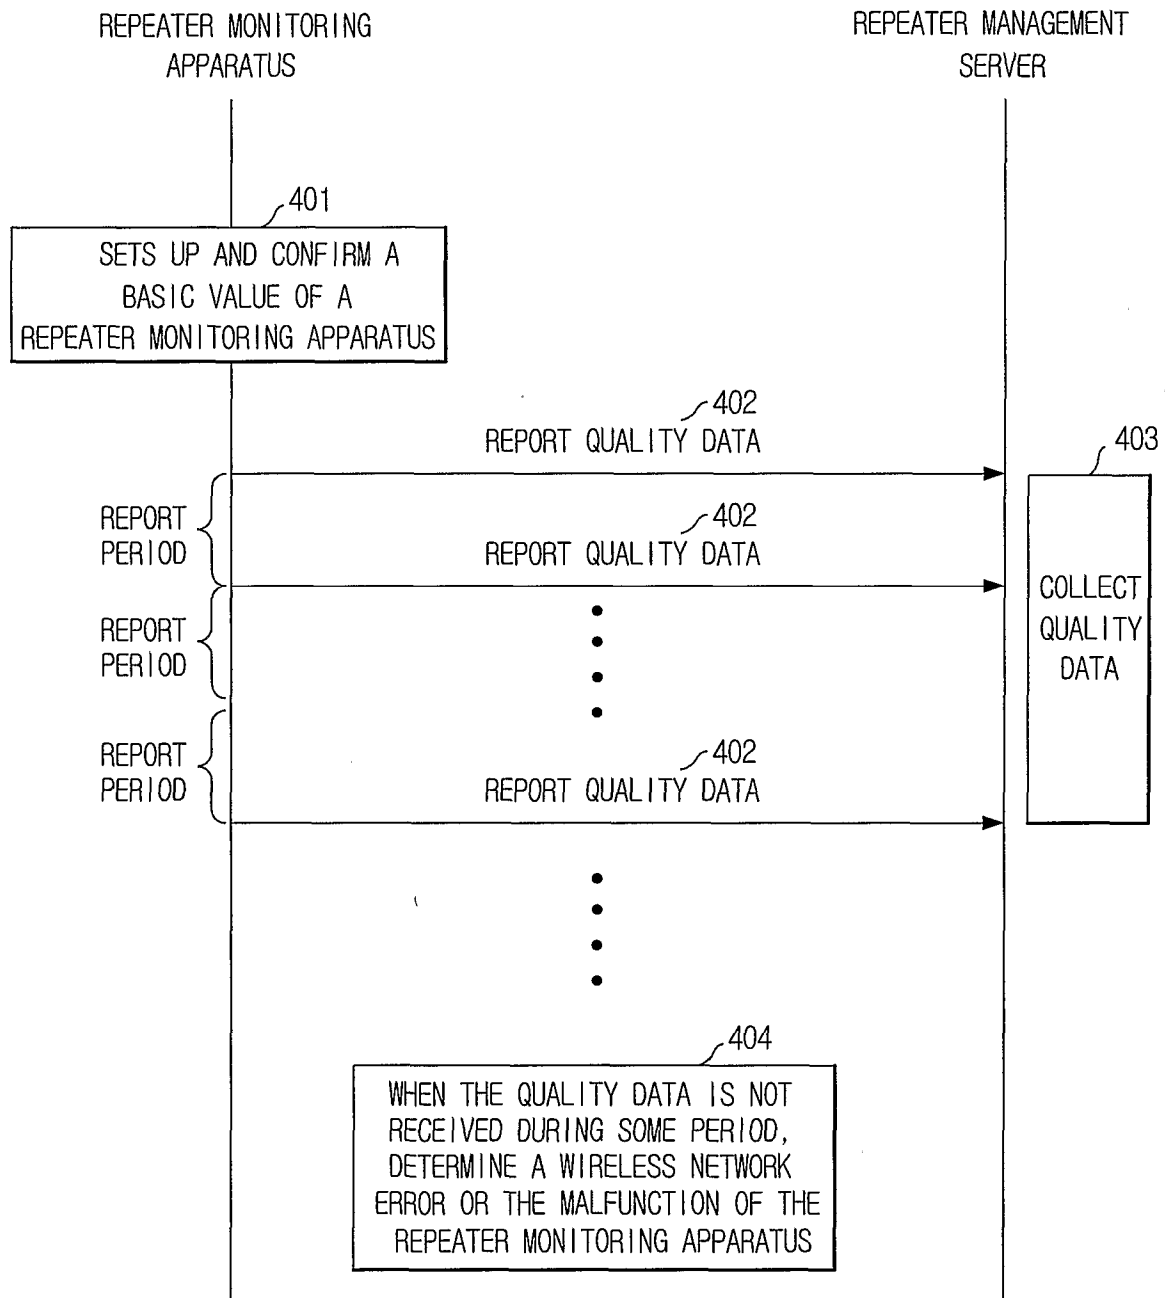 REPEATER MONITORING
APPARATUS
REPEATER MANAGEMENT
SERVER
401
SETS UP AND CONFIRM A
BASIC VALUE OF A
REPEATER MONITORING APPARATUS
402
REPORT QUALITY DATA
403
REPORT
PERIOD
402
REPORT QUALITY DATA
COLLECT
QUALITY
DATA
REPORT
PERIOD
REPORT
PERIOD
402
REPORT QUALITY DATA
404
WHEN THE QUALITY DATA IS NOT
RECEIVED DURING SOME PERIOD,
DETERMINE A WIRELESS NETWORK
ERROR OR THE MALFUNCTION OF THE
REPEATER MONITORING APPARATUS